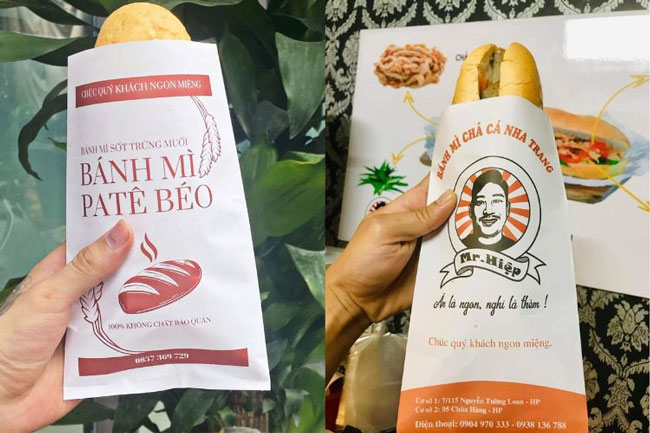 CHÚC QUÝ KHÁCH NGON MIỆNG
BÁNH MÌ SỐT TRỨNG MUỐI
BÁNH MÌ
PATÊ BÉO
100% KHÔNG CHẤT BẢO QUẢN
0857 369 729
BÁNH MÌ CHẢ CÁ NHA TRANG
Mr. Hiệp
Ăn là ngon, nghĩ là thèm !
Chúc quý khách ngon miệng.
Cơ sở 1: 7/115 Nguyễn Tường Loan - HP
Cơ sở 2: 95 Chùa Hàng - HP
Điện thoại: 0904 970 333 - 0938 136 788